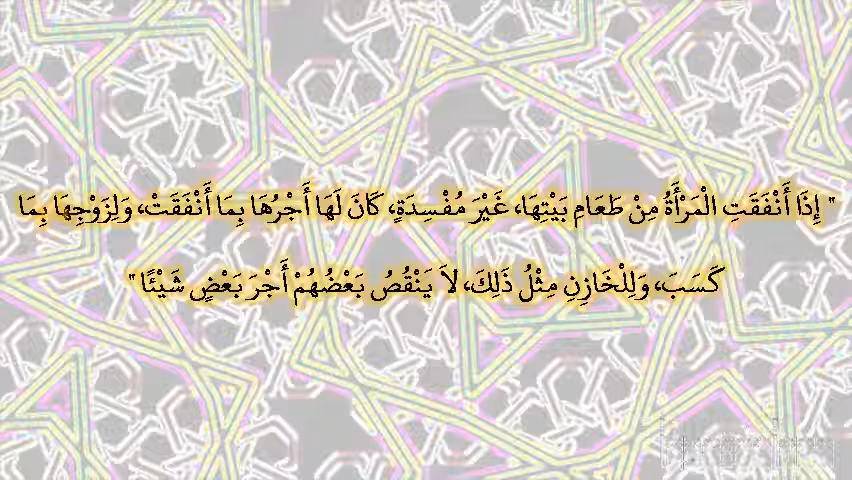 " إِذَا أَنْفَقَتِ الْمَرْأَةُ مِنْ طَعَامِ بَيْتِهَا، غَيْرَ مُفْسِدَةٍ، كَانَ لَهَا أَجْرُهَا بِمَا أَنْفَقَتْ، وَلِزَوْجِهَا بِمَا
كَسَبَ، وَلِلْخَازِنِ مِثْلُ ذَلِكَ، لاَ يَنْقُصُ بَعْضُهُمْ أَجْرَ بَعْضٍ شَيْئًا "